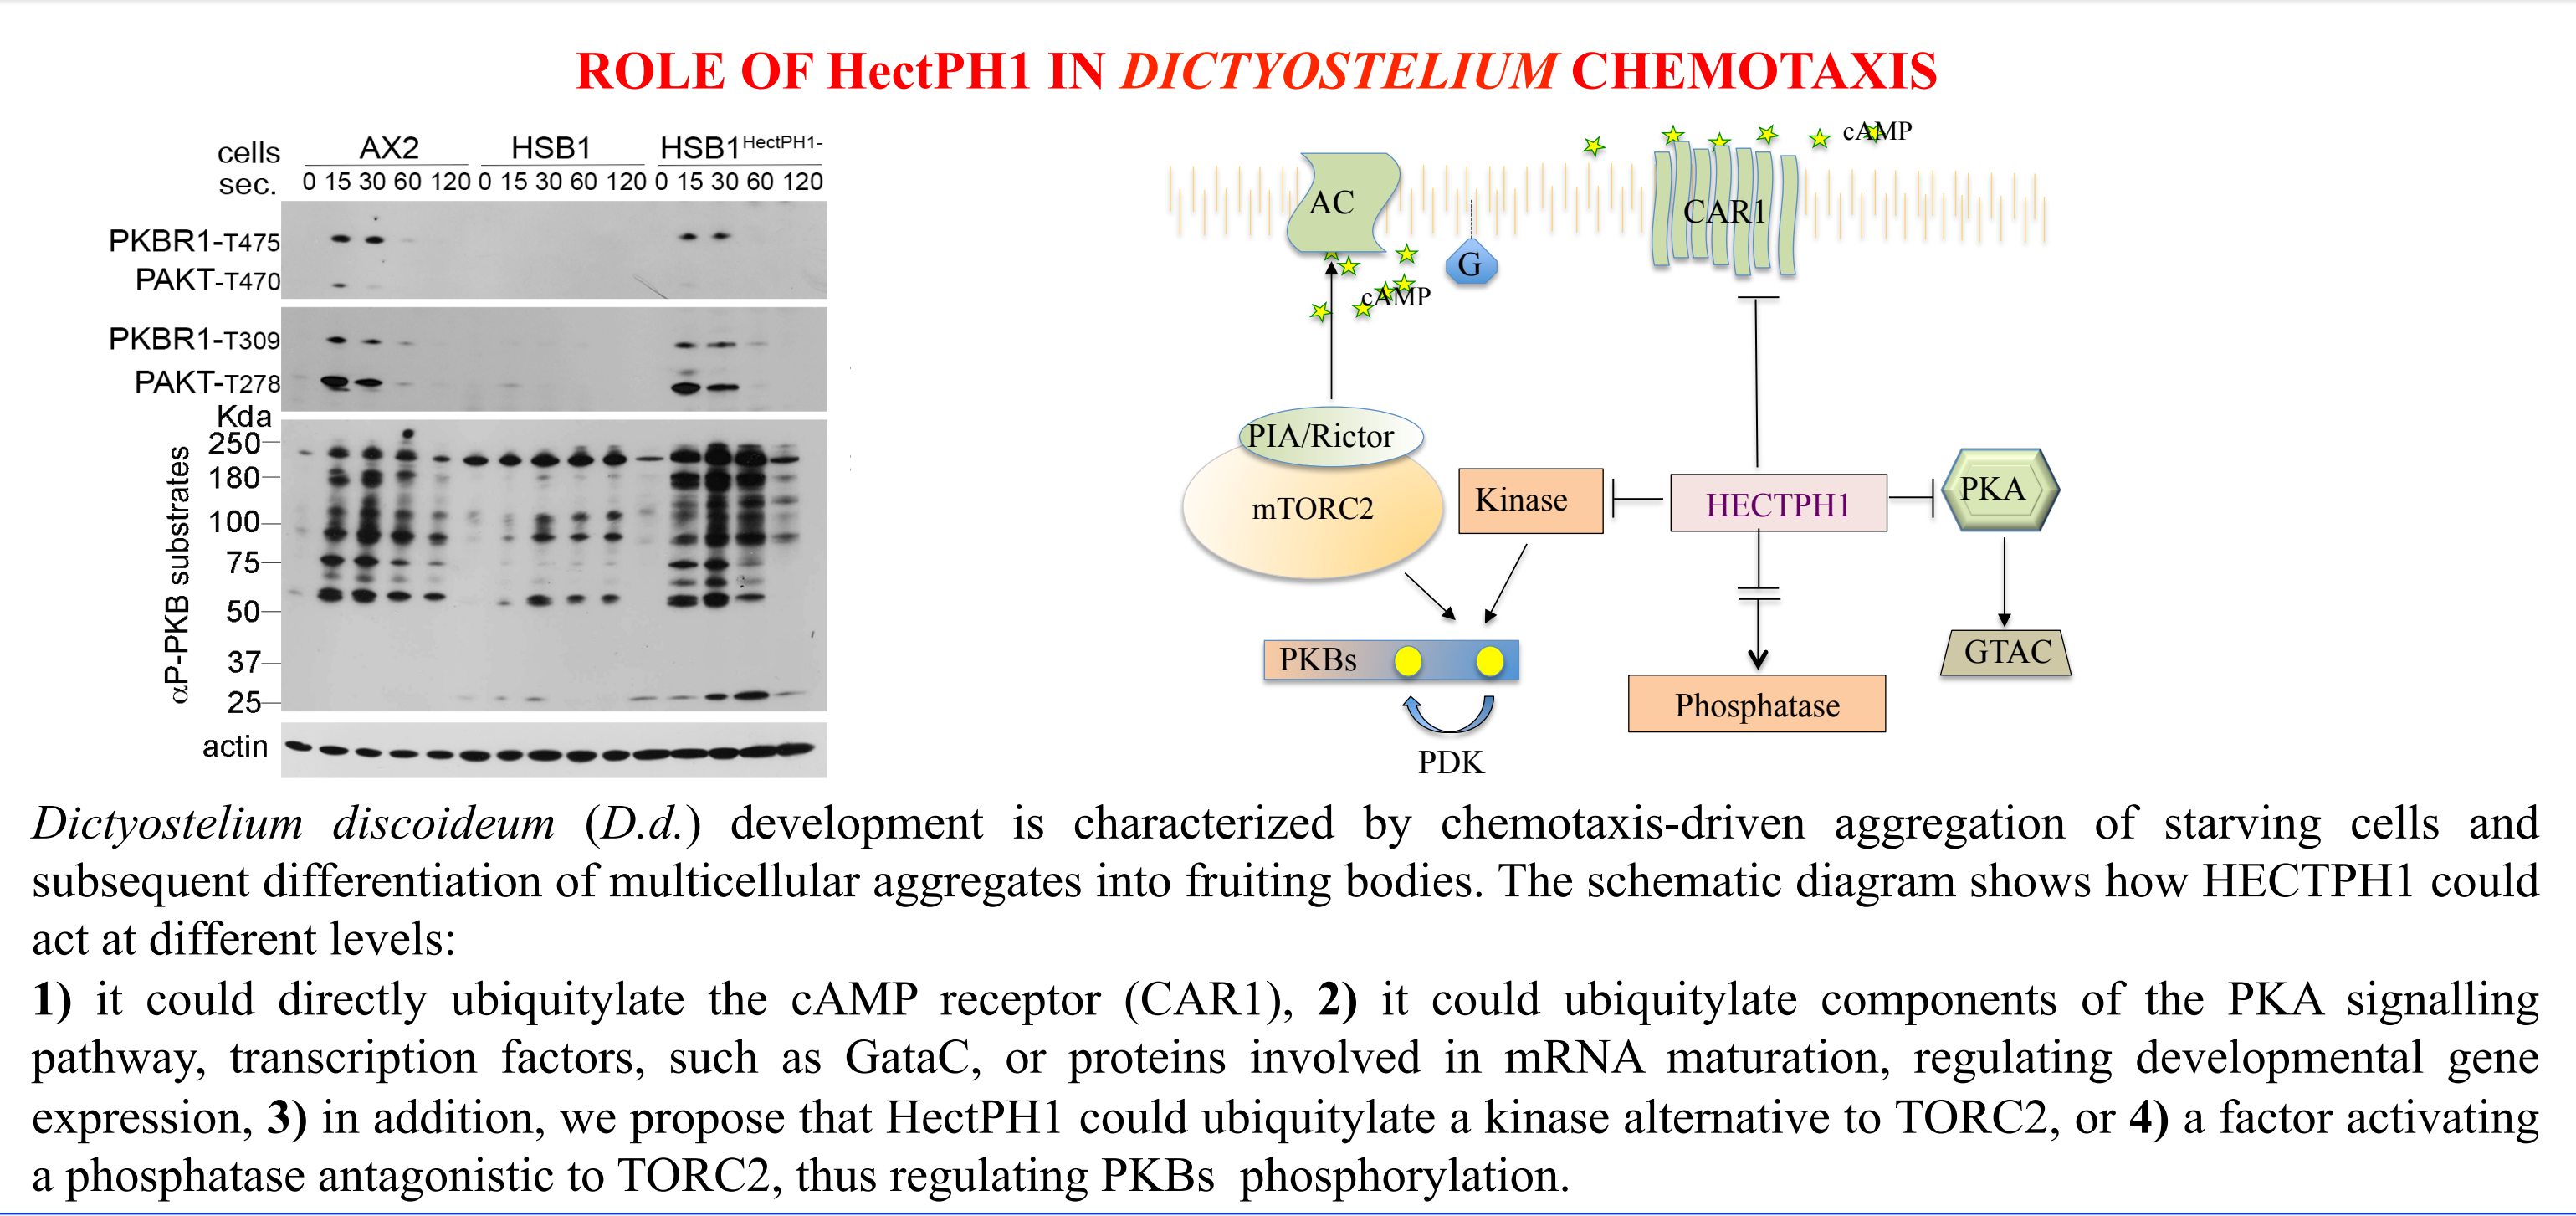 ROLE OF HectPH1 IN DICTYOSTELIUM CHEMOTAXIS
cells AX2 HSB1 HSB1HectPH1-
sec. 0 15 30 60 120 0 15 30 60 120 0 15 30 60 120
PKBR1-T475
PAKT-T470
PKBR1-T309
PAKT-T278
Kda
250
180
100
75
50
37
25
αP-PKB substrates
actin
cAMP
AC
CAR1
G
cAMP
PIA/Rictor
mTORC2
Kinase
HECTPH1
PKA
PKBs
GTAC
Phosphatase
PDK
Dictyostelium discoideum (D.d.) development is characterized by chemotaxis-driven aggregation of starving cells and
subsequent differentiation of multicellular aggregates into fruiting bodies. The schematic diagram shows how HECTPH1 could
act at different levels:
1) it could directly ubiquitylate the cAMP receptor (CAR1), 2) it could ubiquitylate components of the PKA signalling
pathway, transcription factors, such as GataC, or proteins involved in mRNA maturation, regulating developmental gene
expression, 3) in addition, we propose that HectPH1 could ubiquitylate a kinase alternative to TORC2, or 4) a factor activating
a phosphatase antagonistic to TORC2, thus regulating PKBs phosphorylation.